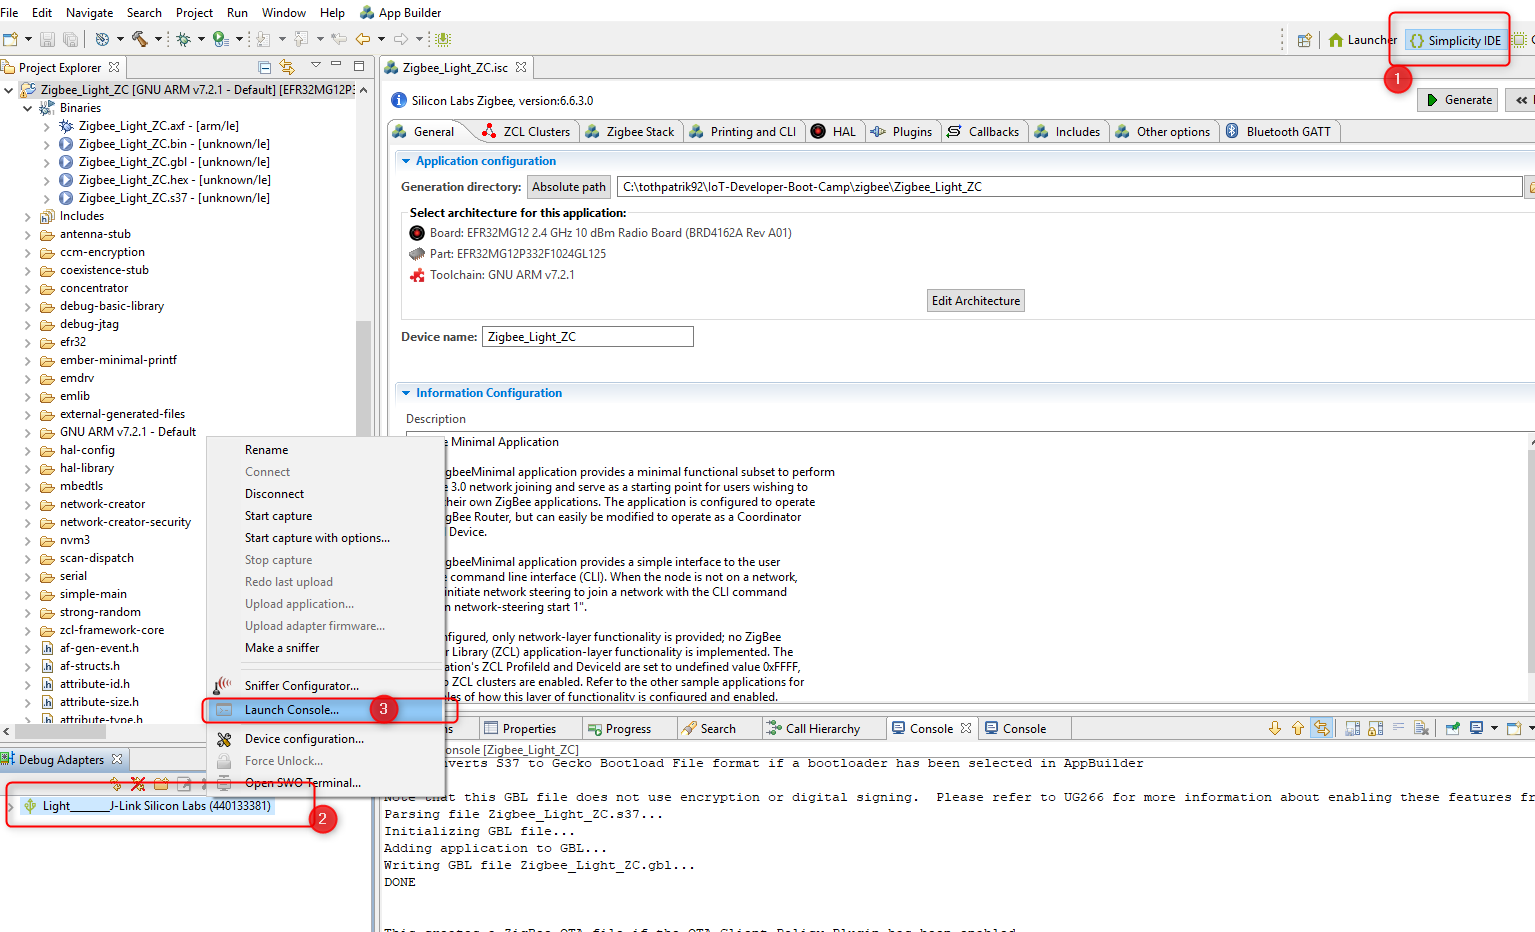 File Edit Navigate Search Project Run Window Help App Builder
Launcher Simplicity IDE
1
Project Explorer
Zigbee_Light_ZC [GNU ARM v7.2.1 - Default] [EFR32MG12P3
Binaries
Zigbee_Light_ZC.axf - [arm/le]
Zigbee_Light_ZC.bin - [unknown/le]
Zigbee_Light_ZC.gbl - [unknown/le]
Zigbee_Light_ZC.hex - [unknown/le]
Zigbee_Light_ZC.s37 - [unknown/le]
Includes
antenna-stub
ccm-encryption
coexistence-stub
concentrator
debug-basic-library
debug-jtag
efr32
ember-minimal-printf
emdrv
emlib
external-generated-files
GNU ARM v7.2.1 - Default
hal-config
hal-library
mbedtls
network-creator
network-creator-security
nvm3
scan-dispatch
serial
simple-main
strong-random
zcl-framework-core
af-gen-event.h
af-structs.h
attribute-id.h
attribute-size.h
attribute-type.h
Debug Adapters
Light_______J-Link Silicon Labs (440133381)
2
Rename
Connect
Disconnect
Start capture
Start capture with options...
Stop capture
Redo last upload
Upload application...
Upload adapter firmware...
Make a sniffer
Sniffer Configurator...
Launch Console...
3
Device configuration...
Force Unlock...
Open SWO Terminal...
Zigbee_Light_ZC.isc
Silicon Labs Zigbee, version:6.6.3.0
Generate
General ZCL Clusters Zigbee Stack Printing and CLI HAL Plugins Callbacks Includes Other options Bluetooth GATT
Application configuration
Generation directory: Absolute path C:\tothpatrik92\IoT-Developer-Boot-Camp\zigbee\Zigbee_Light_ZC
Select architecture for this application:
Board: EFR32MG12 2.4 GHz 10 dBm Radio Board (BRD4162A Rev A01)
Part: EFR32MG12P332F1024GL125
Toolchain: GNU ARM v7.2.1
Edit Architecture
Device name: Zigbee_Light_ZC
Information Configuration
Description
e Minimal Application
igbeeMinimal application provides a minimal functional subset to perform
e 3.0 network joining and serve as a starting point for users wishing to
their own ZigBee applications. The application is configured to operate
gBee Router, but can easily be modified to operate as a Coordinator
Device.
igbeeMinimal application provides a simple interface to the user
e command line interface (CLI). When the node is not on a network,
nitiate network steering to join a network with the CLI command
n network-steering start 1".
figured, only network-layer functionality is provided; no ZigBee
r Library (ZCL) application-layer functionality is implemented. The
ation's ZCL ProfileId and DeviceId are set to undefined value 0xFFFF,
o ZCL clusters are enabled. Refer to the other sample applications for
les of how this layer of functionality is configured and enabled.
ms Properties Progress Search Call Hierarchy Console Console
onsole [Zigbee_Light_ZC]
verts S37 to Gecko Bootload File format if a bootloader has been selected in AppBuilder
Note that this GBL file does not use encryption or digital signing. Please refer to UG266 for more information about enabling these features fr
Parsing file Zigbee_Light_ZC.s37...
Initializing GBL file...
Adding application to GBL...
Writing GBL file Zigbee_Light_ZC.gbl...
DONE
This creates a ZigBee OTA file if the OTA Client Policy Plugin has been enabled